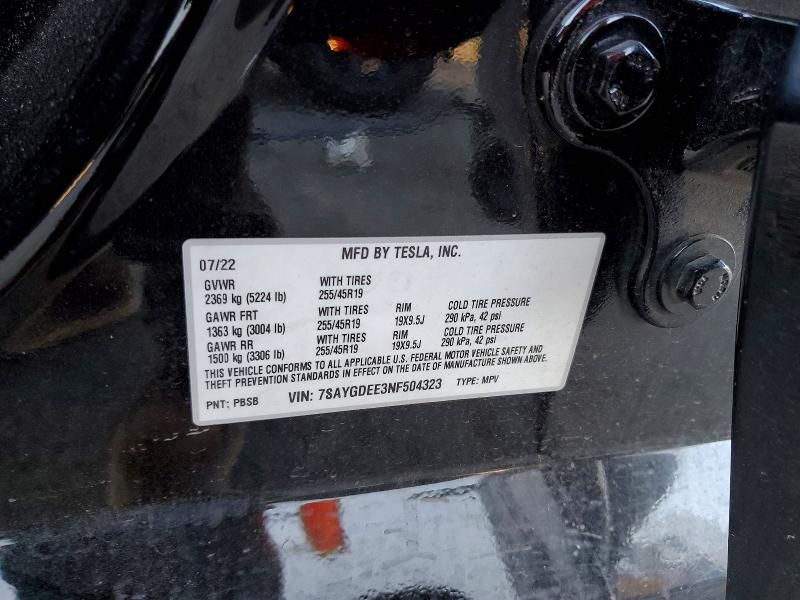 MFD BY TESLA, INC.
07/22
GVWR WITH TIRES
2369 kg (5224 lb) 255/45R19
GAWR FRT WITH TIRES RIM COLD TIRE PRESSURE
1363 kg (3004 lb) 255/45R19 19X9.5J 290 kPa, 42 psi
GAWR RR WITH TIRES RIM COLD TIRE PRESSURE
1500 kg (3306 lb) 255/45R19 19X9.5J 290 kPa, 42 psi
THIS VEHICLE CONFORMS TO ALL APPLICABLE U.S. FEDERAL MOTOR VEHICLE SAFETY AND
THEFT PREVENTION STANDARDS IN EFFECT ON THE DATE OF MANUFACTURE SHOWN ABOVE.
PNT: PBSB VIN: 7SAYGDEE3NF504323 TYPE: MPV